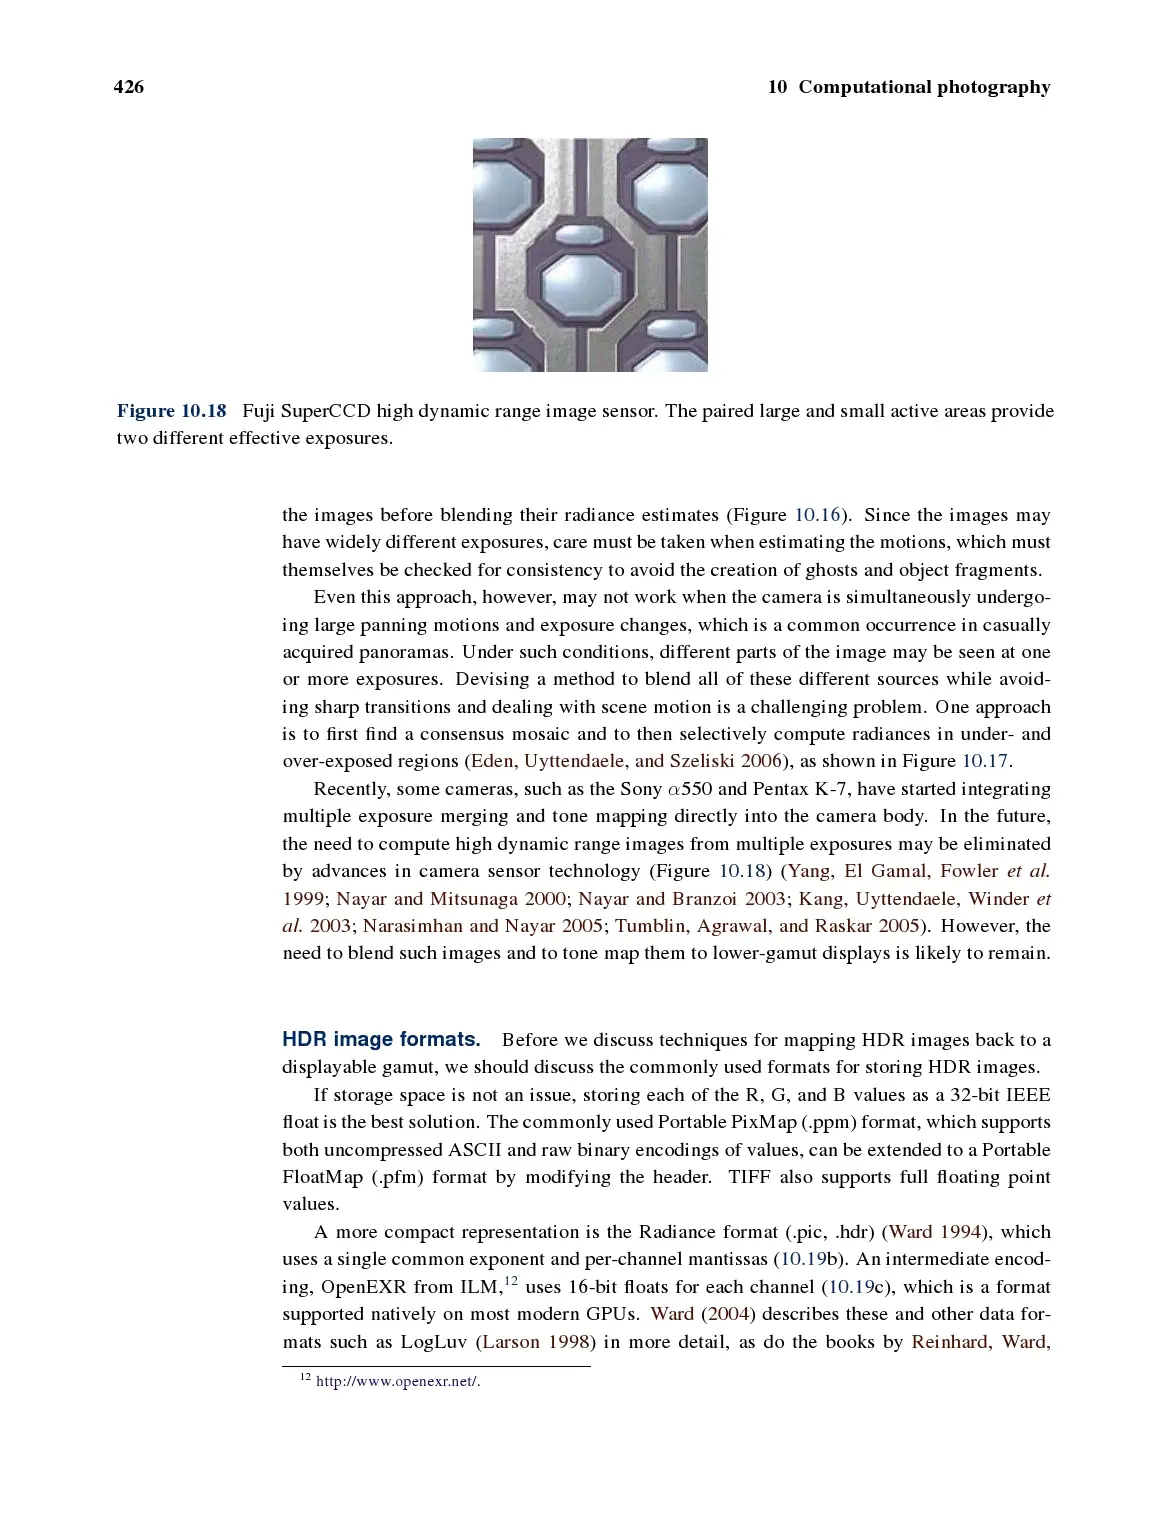 426
10 Computational photography
Figure 10.18 Fuji SuperCCD high dynamic range image sensor. The paired large and small active areas provide
two different effective exposures.
the images before blending their radiance estimates (Figure 10.16). Since the images may
have widely different exposures, care must be taken when estimating the motions, which must
themselves be checked for consistency to avoid the creation of ghosts and object fragments.
Even this approach, however, may not work when the camera is simultaneously undergo-
ing large panning motions and exposure changes, which is a common occurrence in casually
acquired panoramas. Under such conditions, different parts of the image may be seen at one
or more exposures. Devising a method to blend all of these different sources while avoid-
ing sharp transitions and dealing with scene motion is a challenging problem. One approach
is to first find a consensus mosaic and to then selectively compute radiances in under- and
over-exposed regions (Eden, Uyttendaele, and Szeliski 2006), as shown in Figure 10.17.
Recently, some cameras, such as the Sony α550 and Pentax K-7, have started integrating
multiple exposure merging and tone mapping directly into the camera body. In the future,
the need to compute high dynamic range images from multiple exposures may be eliminated
by advances in camera sensor technology (Figure 10.18) (Yang, El Gamal, Fowler et al.
1999; Nayar and Mitsunaga 2000; Nayar and Branzoi 2003; Kang, Uyttendaele, Winder et
al. 2003; Narasimhan and Nayar 2005; Tumblin, Agrawal, and Raskar 2005). However, the
need to blend such images and to tone map them to lower-gamut displays is likely to remain.
HDR image formats. Before we discuss techniques for mapping HDR images back to a
displayable gamut, we should discuss the commonly used formats for storing HDR images.
If storage space is not an issue, storing each of the R, G, and B values as a 32-bit IEEE
float is the best solution. The commonly used Portable PixMap (.ppm) format, which supports
both uncompressed ASCII and raw binary encodings of values, can be extended to a Portable
FloatMap (.pfm) format by modifying the header. TIFF also supports full floating point
values.
A more compact representation is the Radiance format (.pic, .hdr) (Ward 1994), which
uses a single common exponent and per-channel mantissas (10.19b). An intermediate encod-
ing, OpenEXR from ILM,12 uses 16-bit floats for each channel (10.19c), which is a format
supported natively on most modern GPUs. Ward (2004) describes these and other data for-
mats such as LogLuv (Larson 1998) in more detail, as do the books by Reinhard, Ward,
12 http://www.openexr.net/.